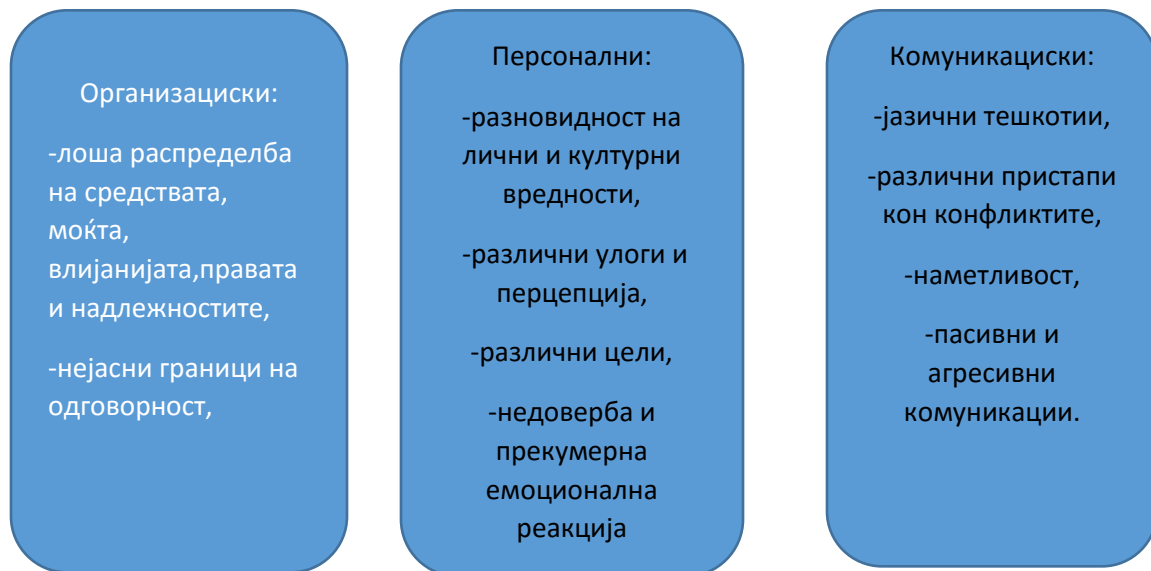 Организациски:
-лоша распределба
на средствата,
моќта,
влијанијата,правата
и надлежностите,
-нејасни граници на
одговорност,
Персонални:
-разновидност на
лични и културни
вредности,
-различни улоги и
перцепција,
-различни цели,
-недоверба и
прекумерна
емоционална
реакција
Комуникациски:
-јазични тешкотии,
-различни пристапи
кон конфликтите,
-наметливост,
-пасивни и
агресивни
комуникации.